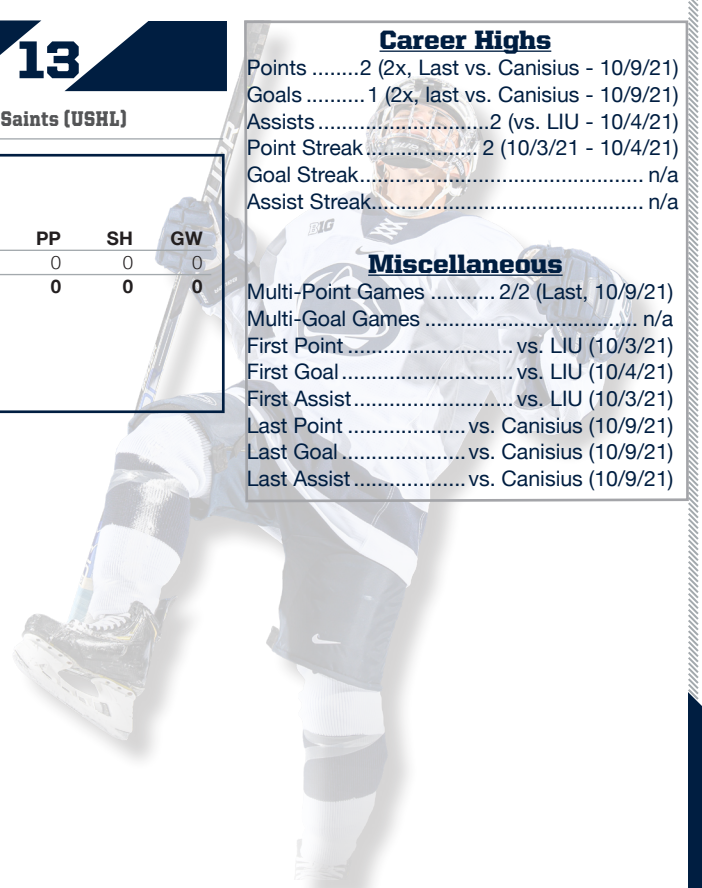 13
Saints (USHL)
PP SH GW
0 0 0
0 0 0
Career Highs
Points ........2 (2x, Last vs. Canisius - 10/9/21)
Goals ..........1 (2x, last vs. Canisius - 10/9/21)
Assists .............................2 (vs. LIU - 10/4/21)
Point Streak................... 2 (10/3/21 - 10/4/21)
Goal Streak................................................. n/a
Assist Streak............................................... n/a
Miscellaneous
Multi-Point Games ........... 2/2 (Last, 10/9/21)
Multi-Goal Games .................................... n/a
First Point ............................. vs. LIU (10/3/21)
First Goal .............................. vs. LIU (10/4/21)
First Assist ............................ vs. LIU (10/3/21)
Last Point .................... vs. Canisius (10/9/21)
Last Goal ..................... vs. Canisius (10/9/21)
Last Assist ................... vs. Canisius (10/9/21)
B1G